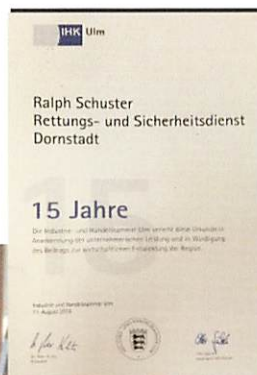 IHK Ulm
Ralph Schuster
Rettungs- und Sicherheitsdienst
Dornstadt
15 Jahre
Die Industrie- und Handelskammer Ulm verleiht diese Urkunde in
Anerkennung der unternehmerischen Leistung und in Würdigung
des Beitrags zur wirtschaftlichen Entwicklung der Region.
Industrie- und Handelskammer Ulm
August